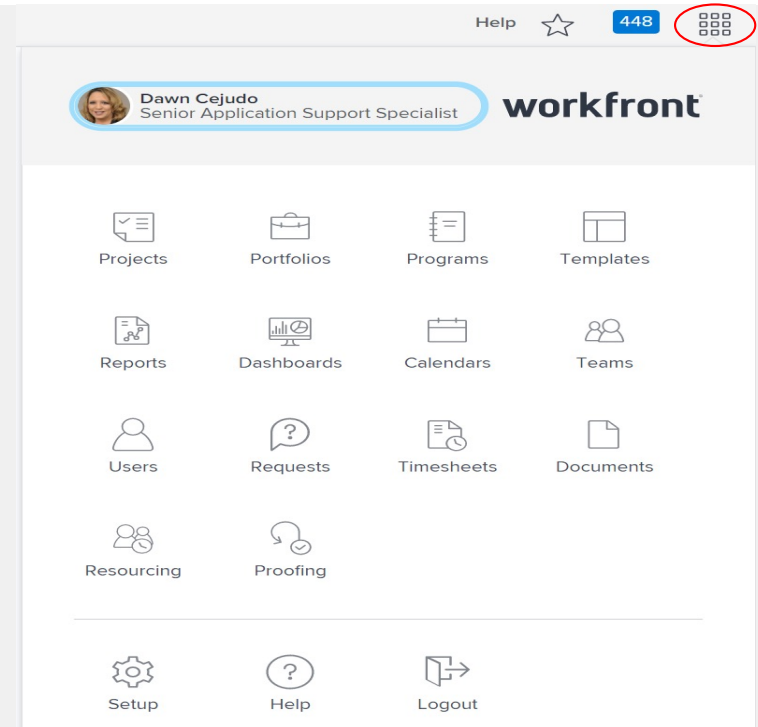 Help 448
Dawn Cejudo
Senior Application Support Specialist
workfront
Projects Portfolios Programs Templates
Reports Dashboards Calendars Teams
Users Requests Timesheets Documents
Resourcing Proofing
Setup Help Logout